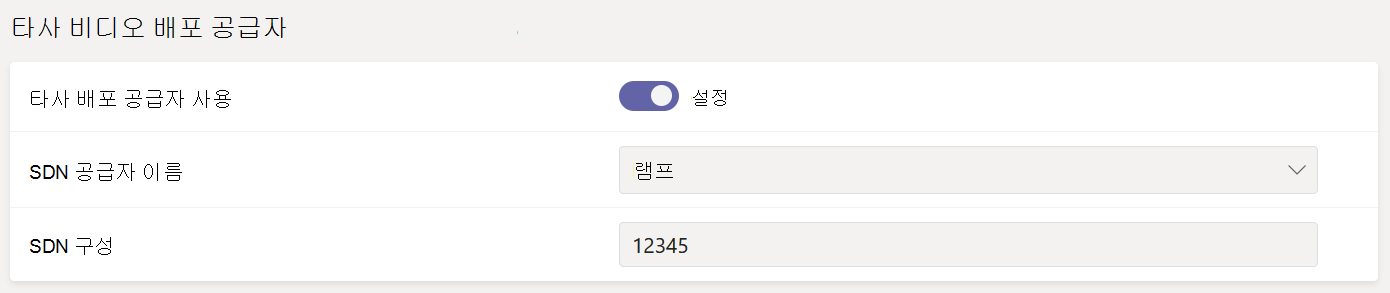 타사 비디오 배포 공급자
타사 배포 공급자 사용
설정
SDN 공급자 이름
램프
SDN 구성
12345